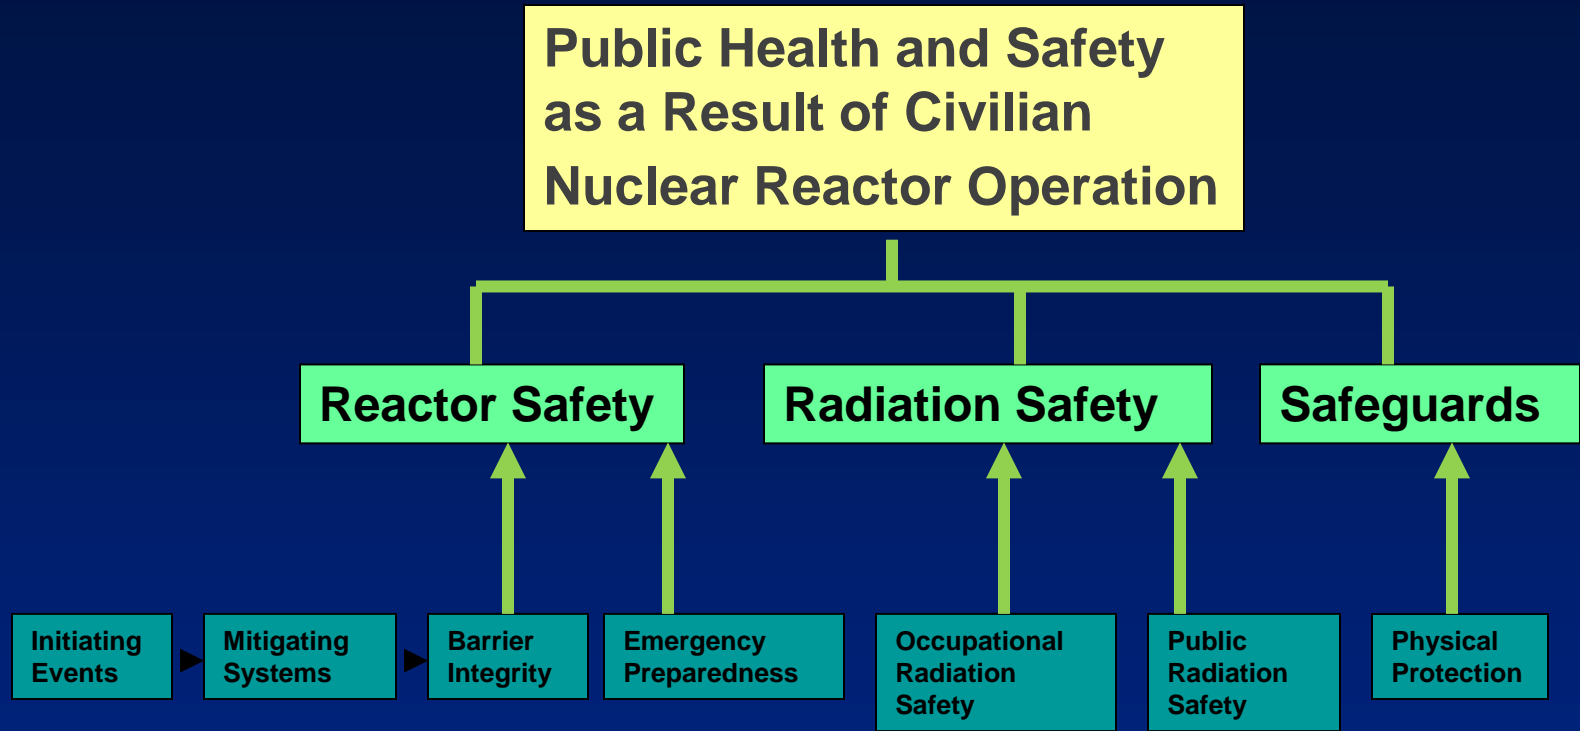 Public Health and Safety
as a Result of Civilian
Nuclear Reactor Operation
Reactor Safety
Radiation Safety
Safeguards
Initiating
Events
Mitigating
Systems
Barrier
Integrity
Emergency
Preparedness
Occupational
Radiation
Safety
Public
Radiation
Safety
Physical
Protection